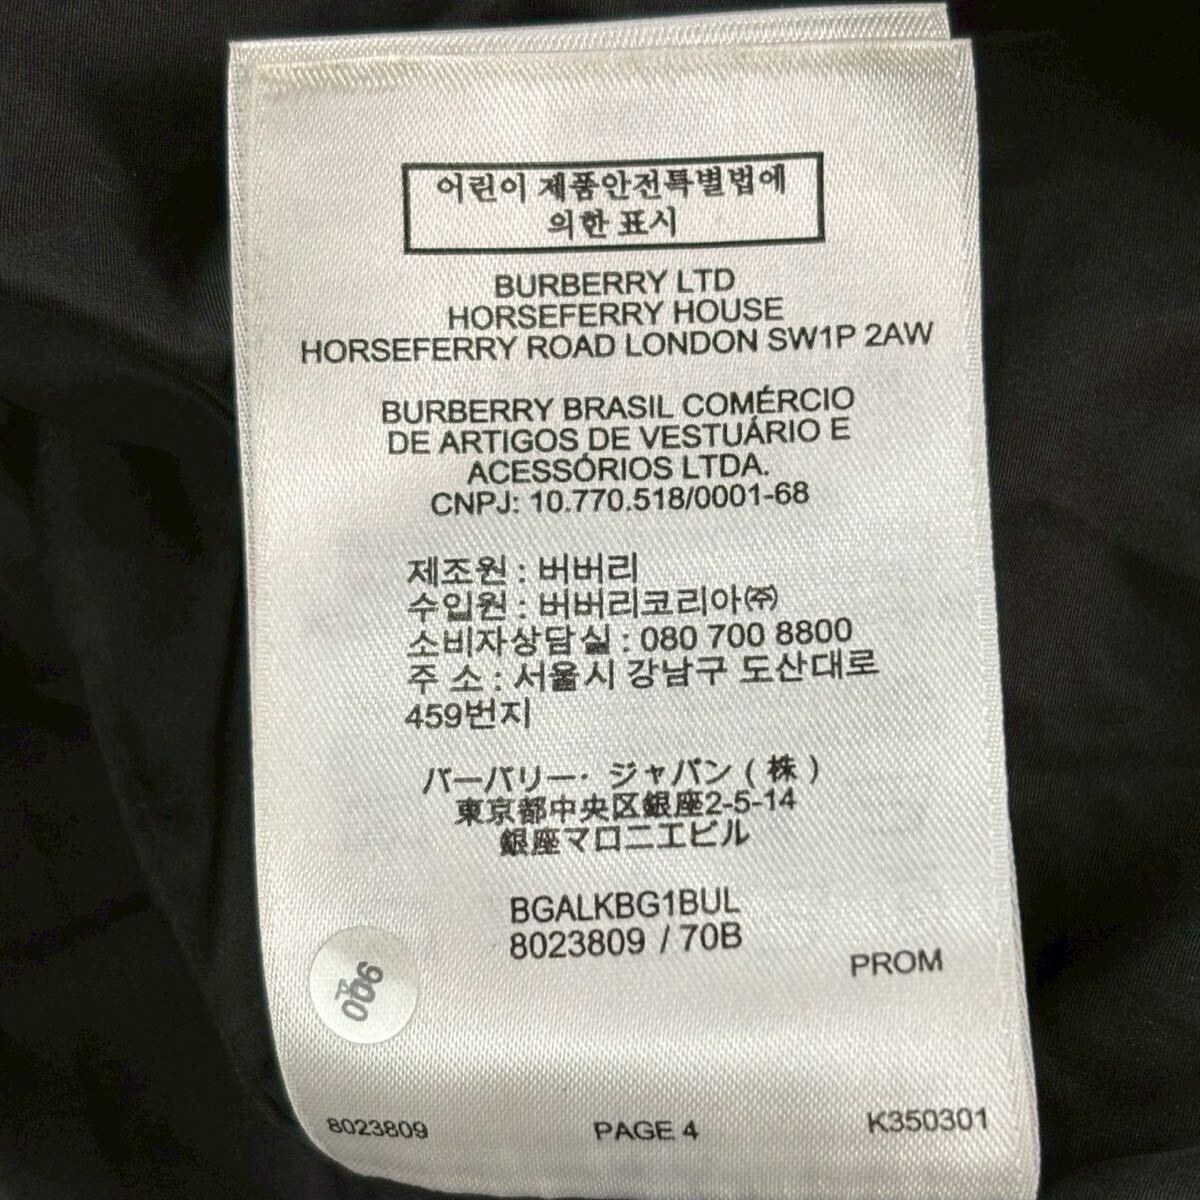 어린이 제품안전특별법에
의한 표시
BURBERRY LTD
HORSEFERRY HOUSE
HORSEFERRY ROAD LONDON SW1P 2AW
BURBERRY BRASIL COMÉRCIO
DE ARTIGOS DE VESTUÁRIO E
ACESSÓRIOS LTDA.
CNPJ: 10.770.518/0001-68
제조원 : 버버리
수입원 : 버버리코리아㈜
소비자상담실 : 080 700 8800
주 소 : 서울시 강남구 도산대로
459번지
バーバリー・ジャパン ( 株 )
東京都中央区銀座2-5-14
銀座マロニエビル
BGALKBG1BUL
8023809 / 70B
PROM
8023809
PAGE 4
K350301